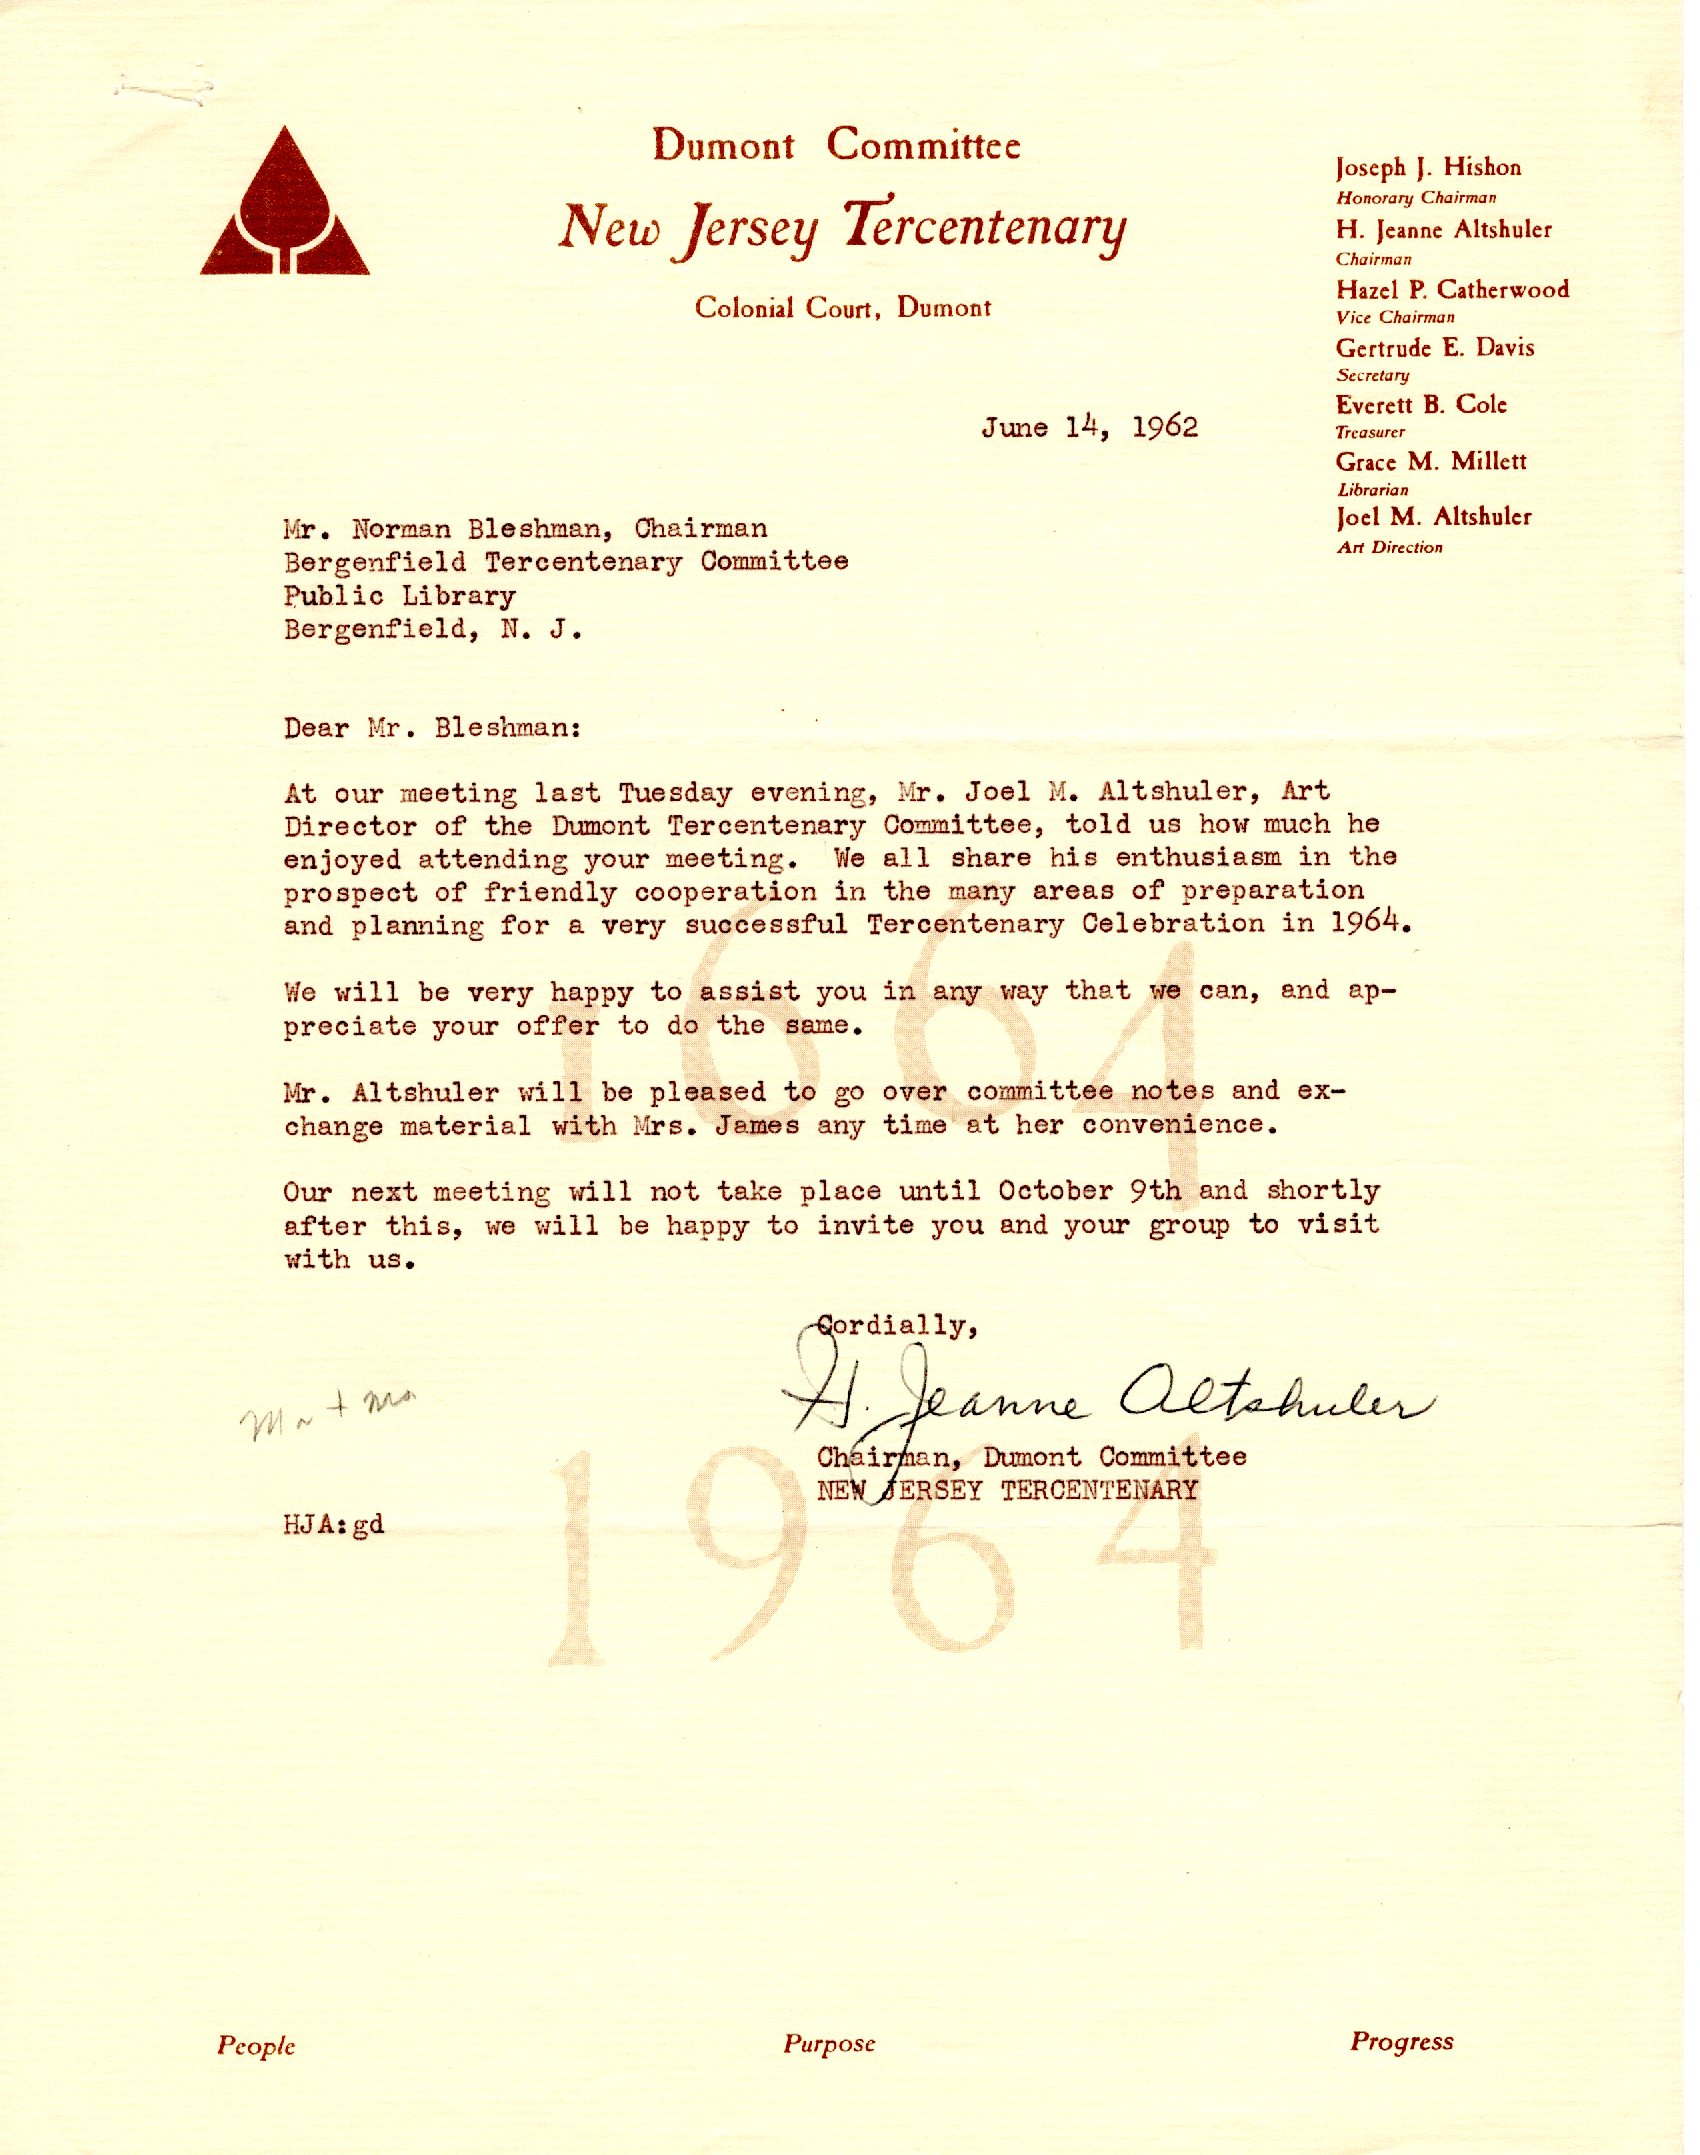 Dumont Committee
New Jersey Tercentenary
Colonial Court, Dumont
Joseph J. Hishon
Honorary Chairman
H. Jeanne Altshuler
Chairman
Hazel P. Catherwood
Vice Chairman
Gertrude E. Davis
Secretary
Everett B. Cole
Treasurer
Grace M. Millett
Librarian
Joel M. Altshuler
Art Direction
June 14, 1962
Mr. Norman Bleshman, Chairman
Bergenfield Tercentenary Committee
Public Library
Bergenfield, N. J.
Dear Mr. Bleshman:
At our meeting last Tuesday evening, Mr. Joel M. Altshuler, Art
Director of the Dumont Tercentenary Committee, told us how much he
enjoyed attending your meeting. We all share his enthusiasm in the
prospect of friendly cooperation in the many areas of preparation
and planning for a very successful Tercentenary Celebration in 1964.
We will be very happy to assist you in any way that we can, and ap-
preciate your offer to do the same.
1664
Mr. Altshuler will be pleased to go over committee notes and ex-
change material with Mrs. James any time at her convenience.
Our next meeting will not take place until October 9th and shortly
after this, we will be happy to invite you and your group to visit
with us.
Cordially,
H. Jeanne Altshuler
Chairman, Dumont Committee
NEW JERSEY TERCENTENARY
HJA:gd
1964
People
Purpose
Progress